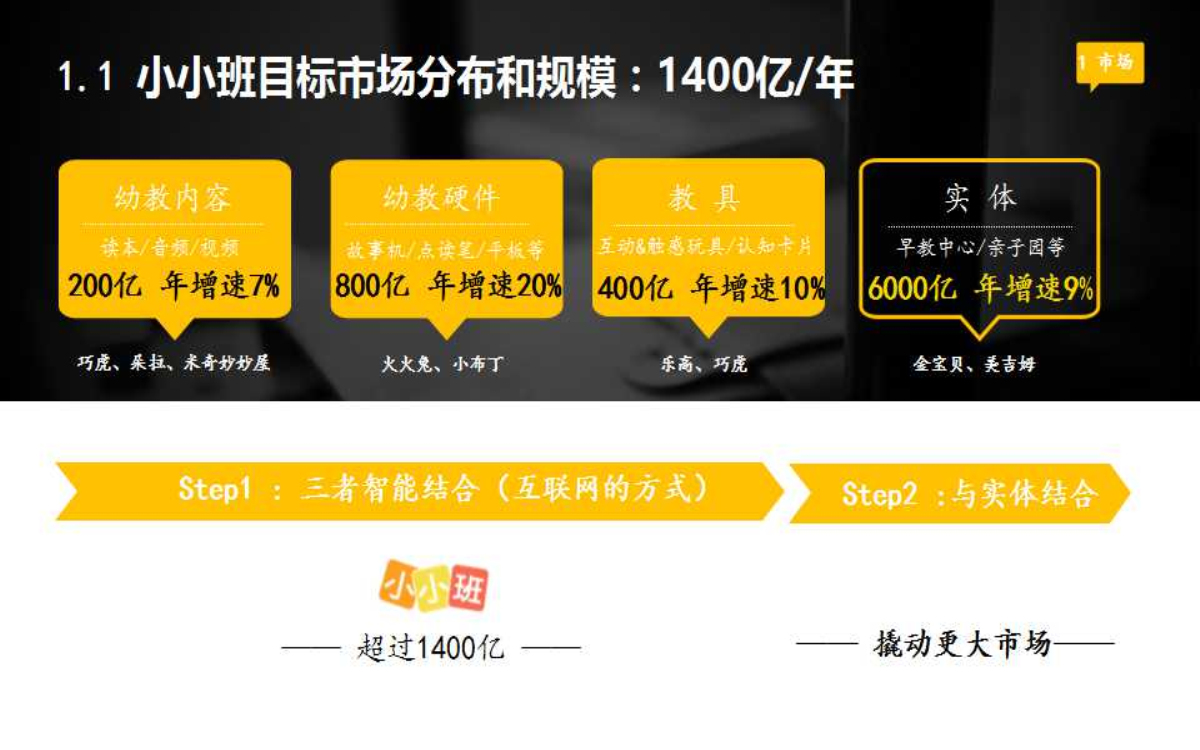 1.1 小小班目标市场分布和规模：1400亿/年
1 市场
幼教内容
读本/音频/视频
200亿 年增速7%
巧虎、朵拉、米奇妙妙屋
幼教硬件
故事机/点读笔/平板等
800亿 年增速20%
火火兔、小布丁
教 具
互动&触感玩具/认知卡片
400亿 年增速10%
乐高、巧虎
实 体
早教中心/亲子园等
6000亿 年增速9%
金宝贝、美吉姆
Step1 ：三者智能结合（互联网的方式）
Step2 :与实体结合
小小班
—— 超过1400亿 ——
—— 撬动更大市场——